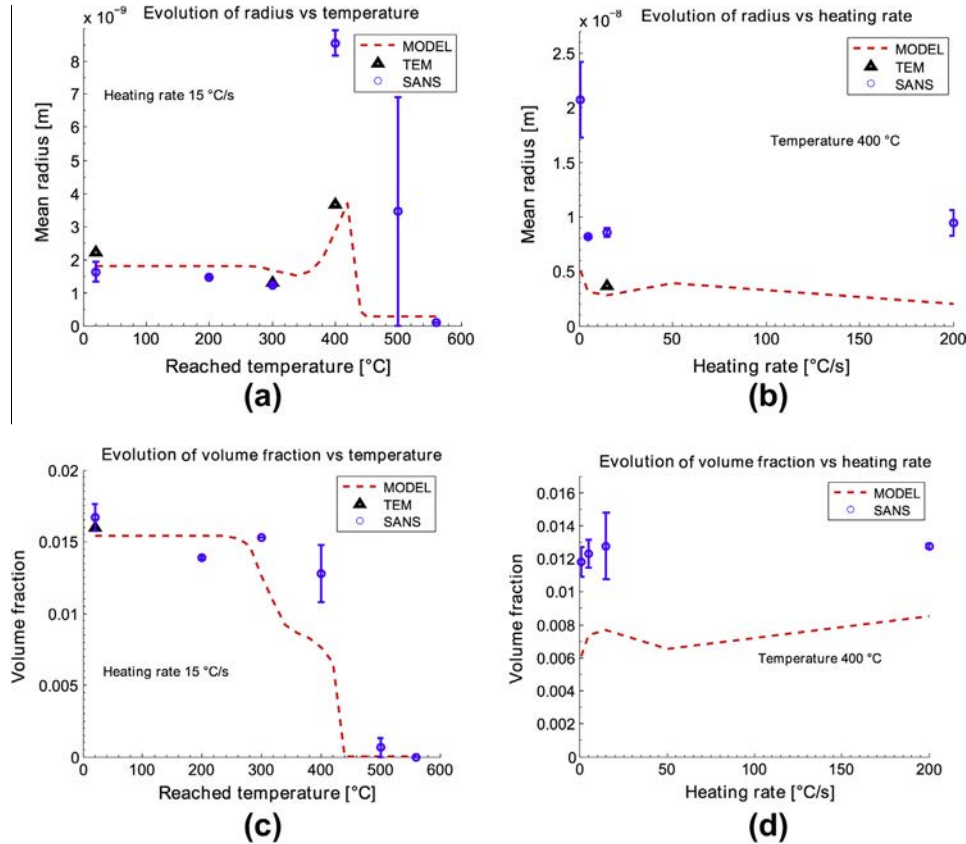 Evolution of radius vs temperature
x 10⁻⁹
9
8
7
6
5
4
3
2
1
0
Mean radius [m]
MODEL
TEM
SANS
Heating rate 15 °C/s
0 100 200 300 400 500 600
Reached temperature [°C]
(a)
Evolution of radius vs heating rate
x 10⁻⁸
2.5
2
1.5
1
0.5
0
Mean radius [m]
MODEL
TEM
SANS
Temperature 400 °C
0 50 100 150 200
Heating rate [°C/s]
(b)
Evolution of volume fraction vs temperature
0.02
0.015
0.01
0.005
0
Volume fraction
MODEL
TEM
SANS
Heating rate 15 °C/s
0 100 200 300 400 500 600
Reached temperature [°C]
(c)
Evolution of volume fraction vs heating rate
0.016
0.014
0.012
0.010
0.008
0.006
0.004
0.002
0.000
Volume fraction
MODEL
SANS
Temperature 400 °C
0 50 100 150 200
Heating rate [°C/s]
(d)